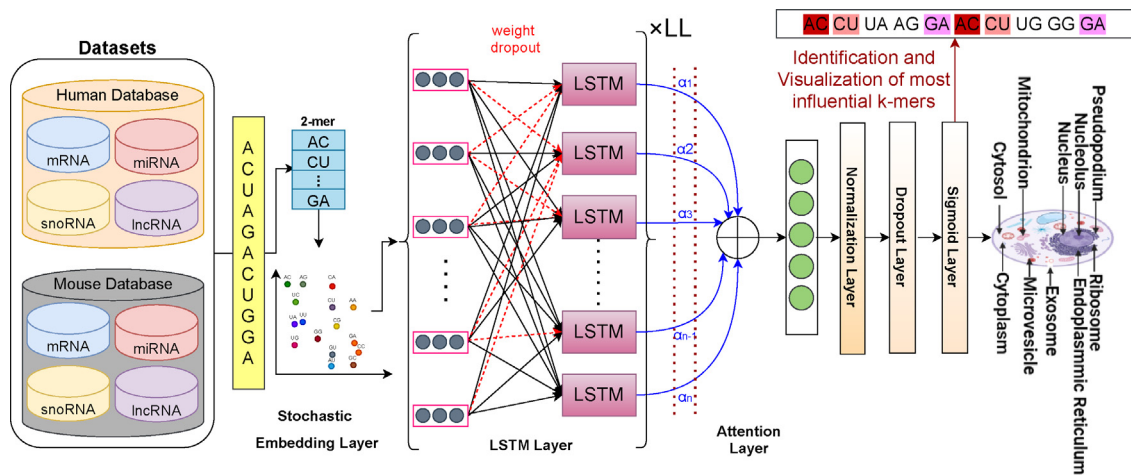 Datasets
Human Database
mRNA
miRNA
snoRNA
lncRNA
Mouse Database
mRNA
miRNA
snoRNA
lncRNA
ACUAGACUGGA
2-mer
AC
CU
⋮
GA
AC
AG
CA
UC
CU
AA
UA
UU
CG
UG
GG
GA
GU
CC
AU
GC
Stochastic
Embedding Layer
weight
dropout
×LL
LSTM
LSTM
LSTM
LSTM
LSTM
LSTM Layer
α1
α2
α3
αn-1
αn
Attention
Layer
Normalization Layer
Dropout Layer
Sigmoid Layer
AC CU UA AG GA AC CU UG GG GA
Identification and
Visualization of most
influential k-mers
Cytosol
Mitochondrion
Nucleus
Nucleolus
Pseudopodium
Cytoplasm
Microvesicle
Exosome
Endoplasmmic Reticulum
Ribosome